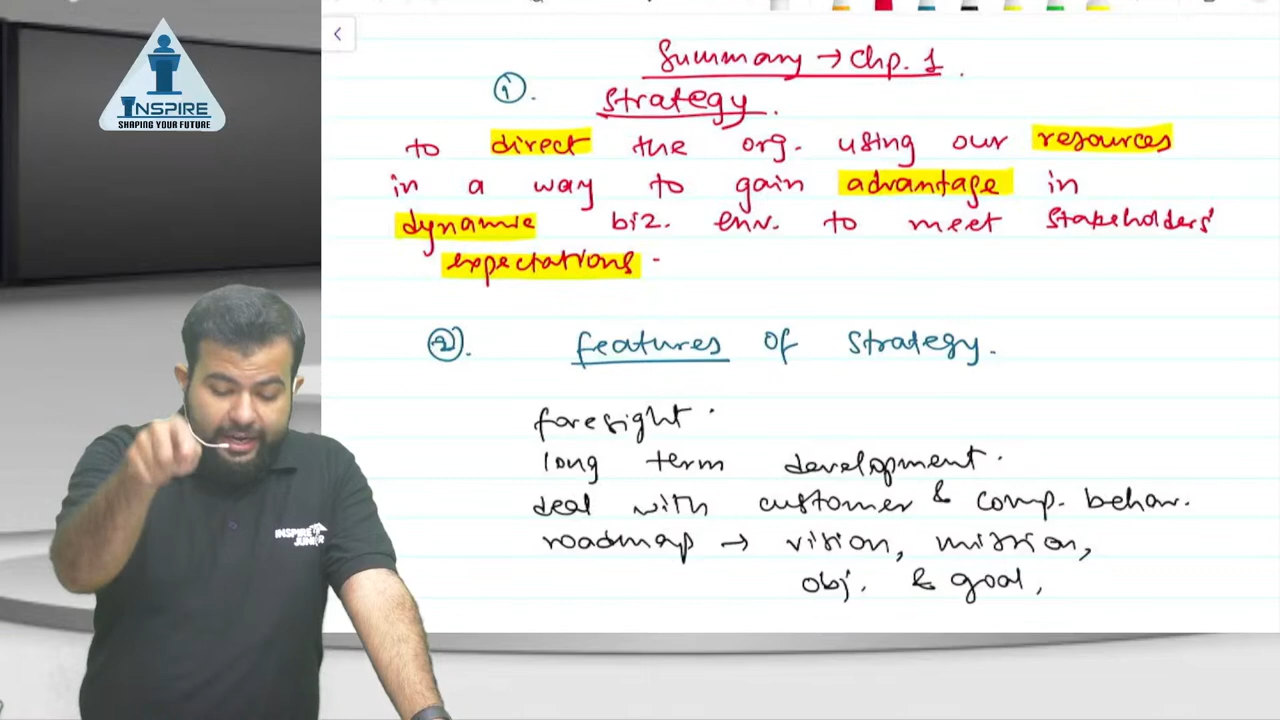 INSPIRE
SHAPING YOUR FUTURE
Summary → Chp. 1.
①. Strategy.
to direct the org. using our resources
in a way to gain advantage in
dynamic biz. env. to meet stakeholders'
expectations.
②. features of strategy.
foresight.
long term development.
deal with customer & comp. behav.
roadmap → vision, mission,
obj. & goal,
INSPIRE
JUNIOR